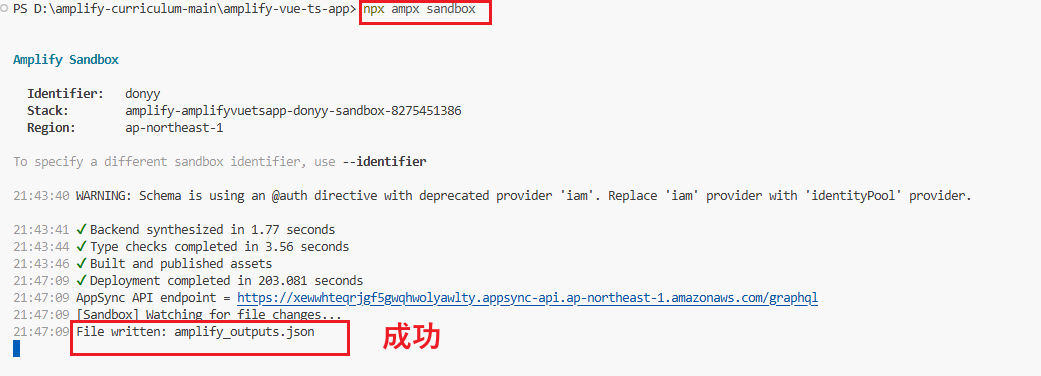 PS D:\amplify-curriculum-main\amplify-vue-ts-app> npx ampx sandbox
Amplify Sandbox
Identifier: donyy
Stack: amplify-amplifyvuetsapp-donyy-sandbox-8275451386
Region: ap-northeast-1
To specify a different sandbox identifier, use --identifier
21:43:40 WARNING: Schema is using an @auth directive with deprecated provider 'iam'. Replace 'iam' provider with 'identityPool' provider.
21:43:41 ✓ Backend synthesized in 1.77 seconds
21:43:44 ✓ Type checks completed in 3.56 seconds
21:43:46 ✓ Built and published assets
21:47:09 ✓ Deployment completed in 203.081 seconds
21:47:09 AppSync API endpoint = https://xewwhteqrjgf5gwqhwolyawlty.appsync-api.ap-northeast-1.amazonaws.com/graphql
21:47:09 [Sandbox] Watching for file changes...
21:47:09 File written: amplify_outputs.json
成功